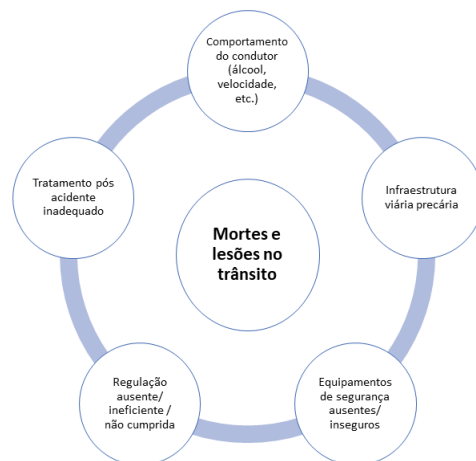 Comportamento
do condutor
(álcool,
velocidade,
etc.)
Infraestrutura
viária precária
Equipamentos
de segurança
ausentes/
inseguros
Regulação
ausente/
ineficiente /
não cumprida
Tratamento pós
acidente
inadequado
Mortes e
lesões no
trânsito